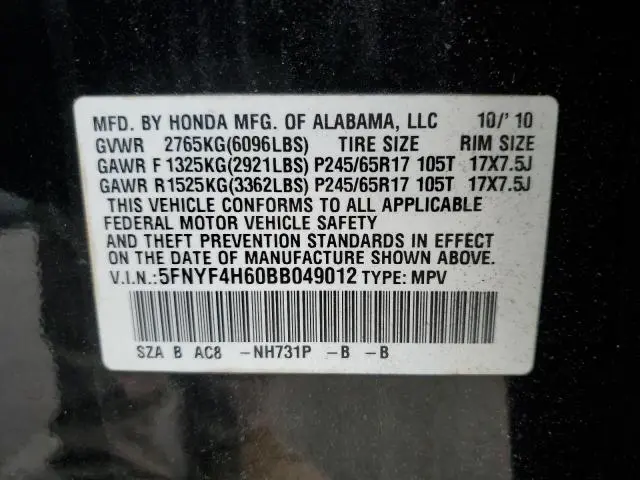 MFD. BY HONDA MFG. OF ALABAMA, LLC 10/'10
GVWR 2765KG(6096LBS) TIRE SIZE RIM SIZE
GAWR F 1325KG(2921LBS) P245/65R17 105T 17X7.5J
GAWR R 1525KG(3362LBS) P245/65R17 105T 17X7.5J
THIS VEHICLE CONFORMS TO ALL APPLICABLE
FEDERAL MOTOR VEHICLE SAFETY
AND THEFT PREVENTION STANDARDS IN EFFECT
ON THE DATE OF MANUFACTURE SHOWN ABOVE.
V.I.N.:5FNYF4H60BB049012 TYPE: MPV
SZA B AC8 -NH731P -B -B